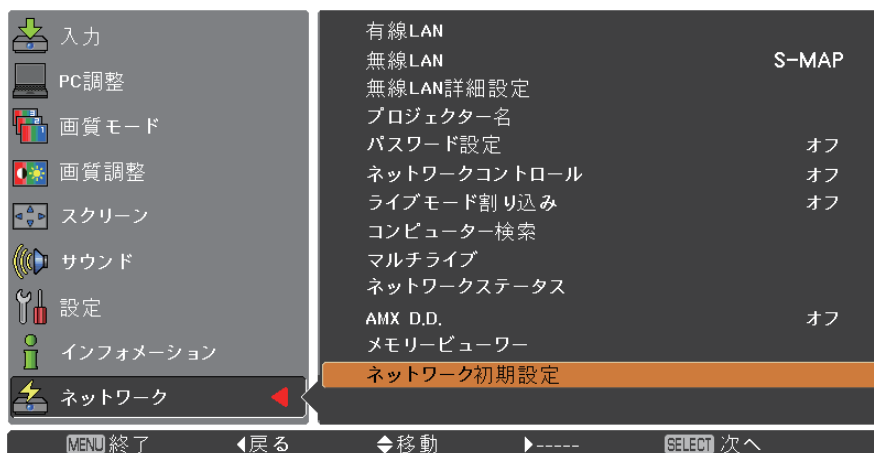 入力
PC調整
画質モード
画質調整
スクリーン
サウンド
設定
インフォメーション
ネットワーク
有線LAN
無線LAN S-MAP
無線LAN詳細設定
プロジェクター名
パスワード設定 オフ
ネットワークコントロール オフ
ライブモード割り込み オフ
コンピューター検索
マルチライブ
ネットワークステータス
AMX D.D. オフ
メモリービューワー
ネットワーク初期設定
MENU 終了 戻る 移動 ----- SELECT 次へ